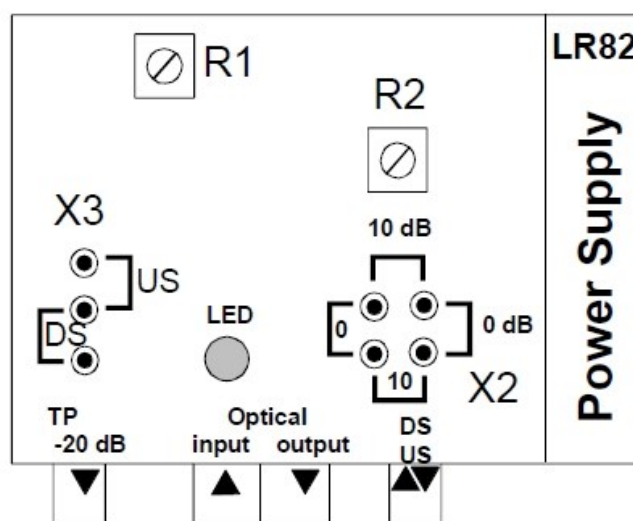 R1
R2
LR82
Power Supply
X3
US
DS
10 dB
0
0 dB
10
X2
LED
TP
-20 dB
Optical
input output
DS
US